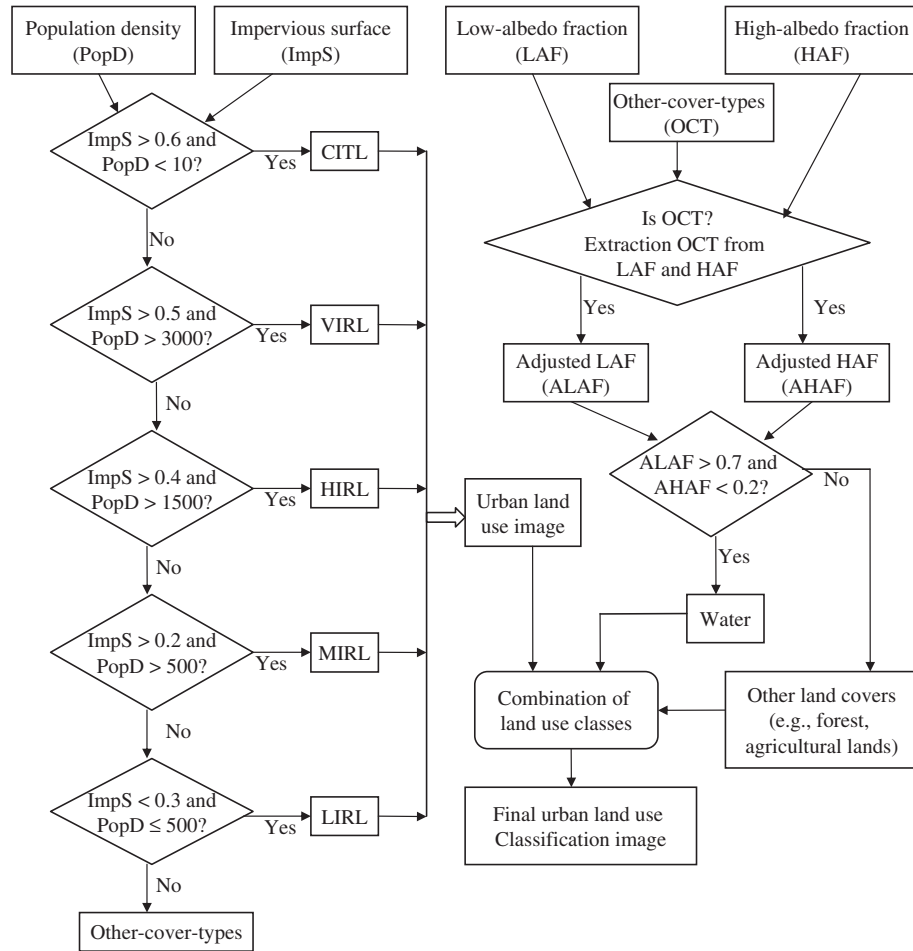 Population density
(PopD)
Impervious surface
(ImpS)
ImpS > 0.6 and
PopD < 10?
Yes
CITL
No
ImpS > 0.5 and
PopD > 3000?
Yes
VIRL
No
ImpS > 0.4 and
PopD > 1500?
Yes
HIRL
No
ImpS > 0.2 and
PopD > 500?
Yes
MIRL
No
ImpS < 0.3 and
PopD ≤ 500?
Yes
LIRL
No
Other-cover-types
Urban land
use image
Low-albedo fraction
(LAF)
High-albedo fraction
(HAF)
Other-cover-types
(OCT)
Is OCT?
Extraction OCT from
LAF and HAF
Yes
Yes
Adjusted LAF
(ALAF)
Adjusted HAF
(AHAF)
ALAF > 0.7 and
AHAF < 0.2?
No
Yes
Water
Combination of
land use classes
Other land covers
(e.g., forest,
agricultural lands)
Final urban land use
Classification image